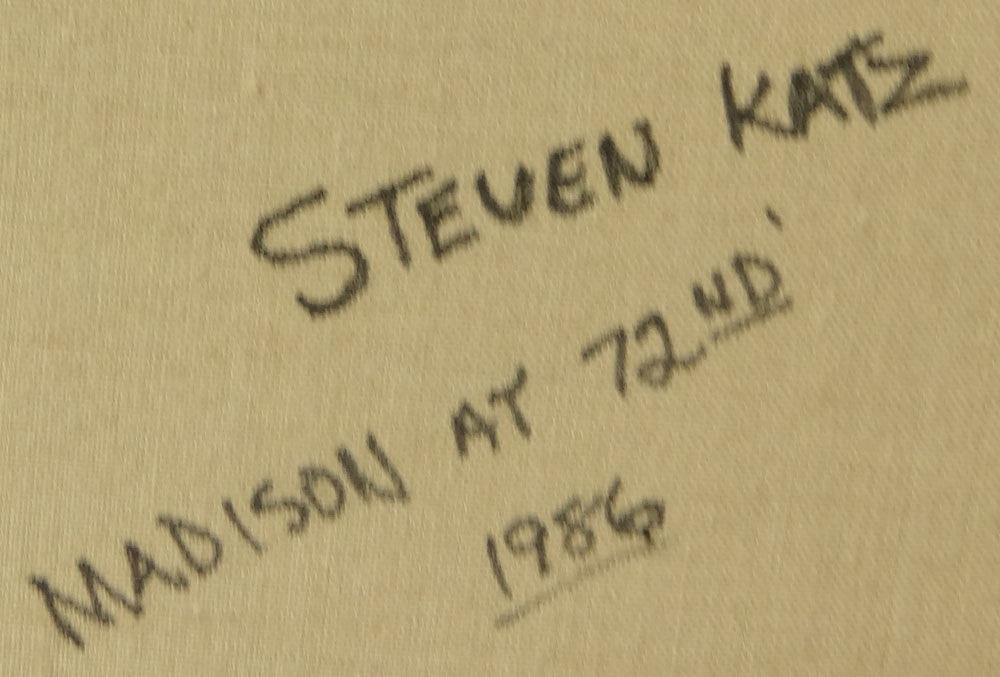 STEVEN KATZ
MADISON AT 72ND
1986